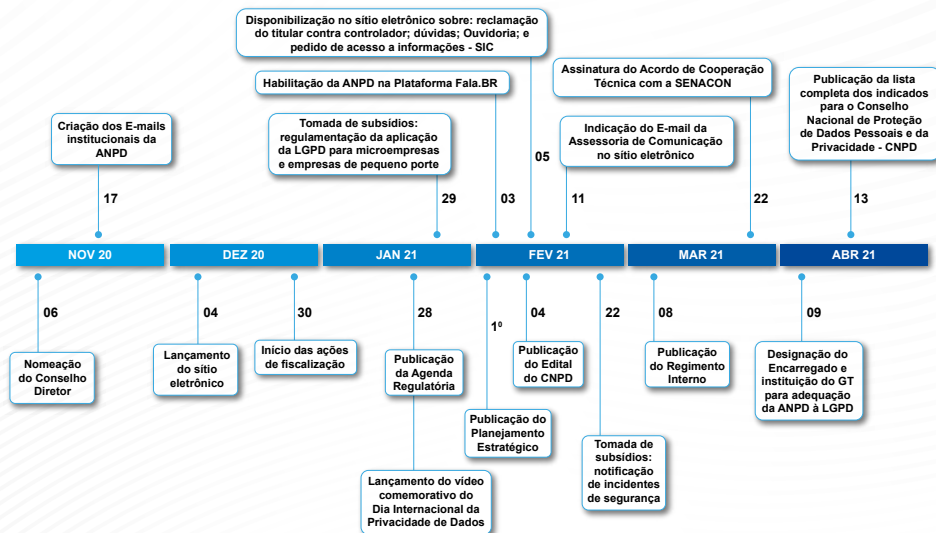 Disponibilização no sítio eletrônico sobre: reclamação
do titular contra controlador; dúvidas; Ouvidoria; e
pedido de acesso a informações - SIC
Habilitação da ANPD na Plataforma Fala.BR
Assinatura do Acordo de Cooperação
Técnica com a SENACON
Publicação da lista
completa dos indicados
para o Conselho
Nacional de Proteção
de Dados Pessoais e da
Privacidade - CNPD
Criação dos E-mails
institucionais da
ANPD
Tomada de subsídios:
regulamentação da aplicação
da LGPD para microempresas
e empresas de pequeno porte
Indicação do E-mail da
Assessoria de Comunicação
no sítio eletrônico
17
29
03
05
11
22
13
NOV 20
DEZ 20
JAN 21
FEV 21
MAR 21
ABR 21
06
04
30
28
1º
04
22
08
09
Nomeação
do Conselho
Diretor
Lançamento
do sítio
eletrônico
Início das ações
de fiscalização
Publicação
da Agenda
Regulatória
Publicação
do Edital
do CNPD
Publicação
do Regimento
Interno
Designação do
Encarregado e
instituição do GT
para adequação
da ANPD à LGPD
Publicação do
Planejamento
Estratégico
Tomada de
subsídios:
notificação
de incidentes
de segurança
Lançamento do vídeo
comemorativo do
Dia Internacional da
Privacidade de Dados